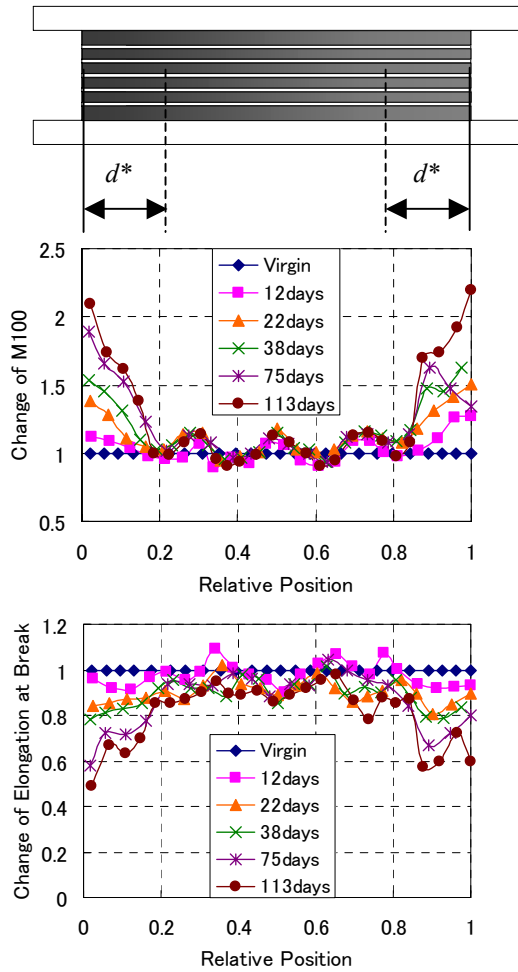 d* d*
2.5
2
1.5
1
0.5
Change of M100
Virgin
12days
22days
38days
75days
113days
0 0.2 0.4 0.6 0.8 1
Relative Position
1.2
1
0.8
0.6
0.4
0.2
0
Change of Elongation at Break
Virgin
12days
22days
38days
75days
113days
0 0.2 0.4 0.6 0.8 1
Relative Position